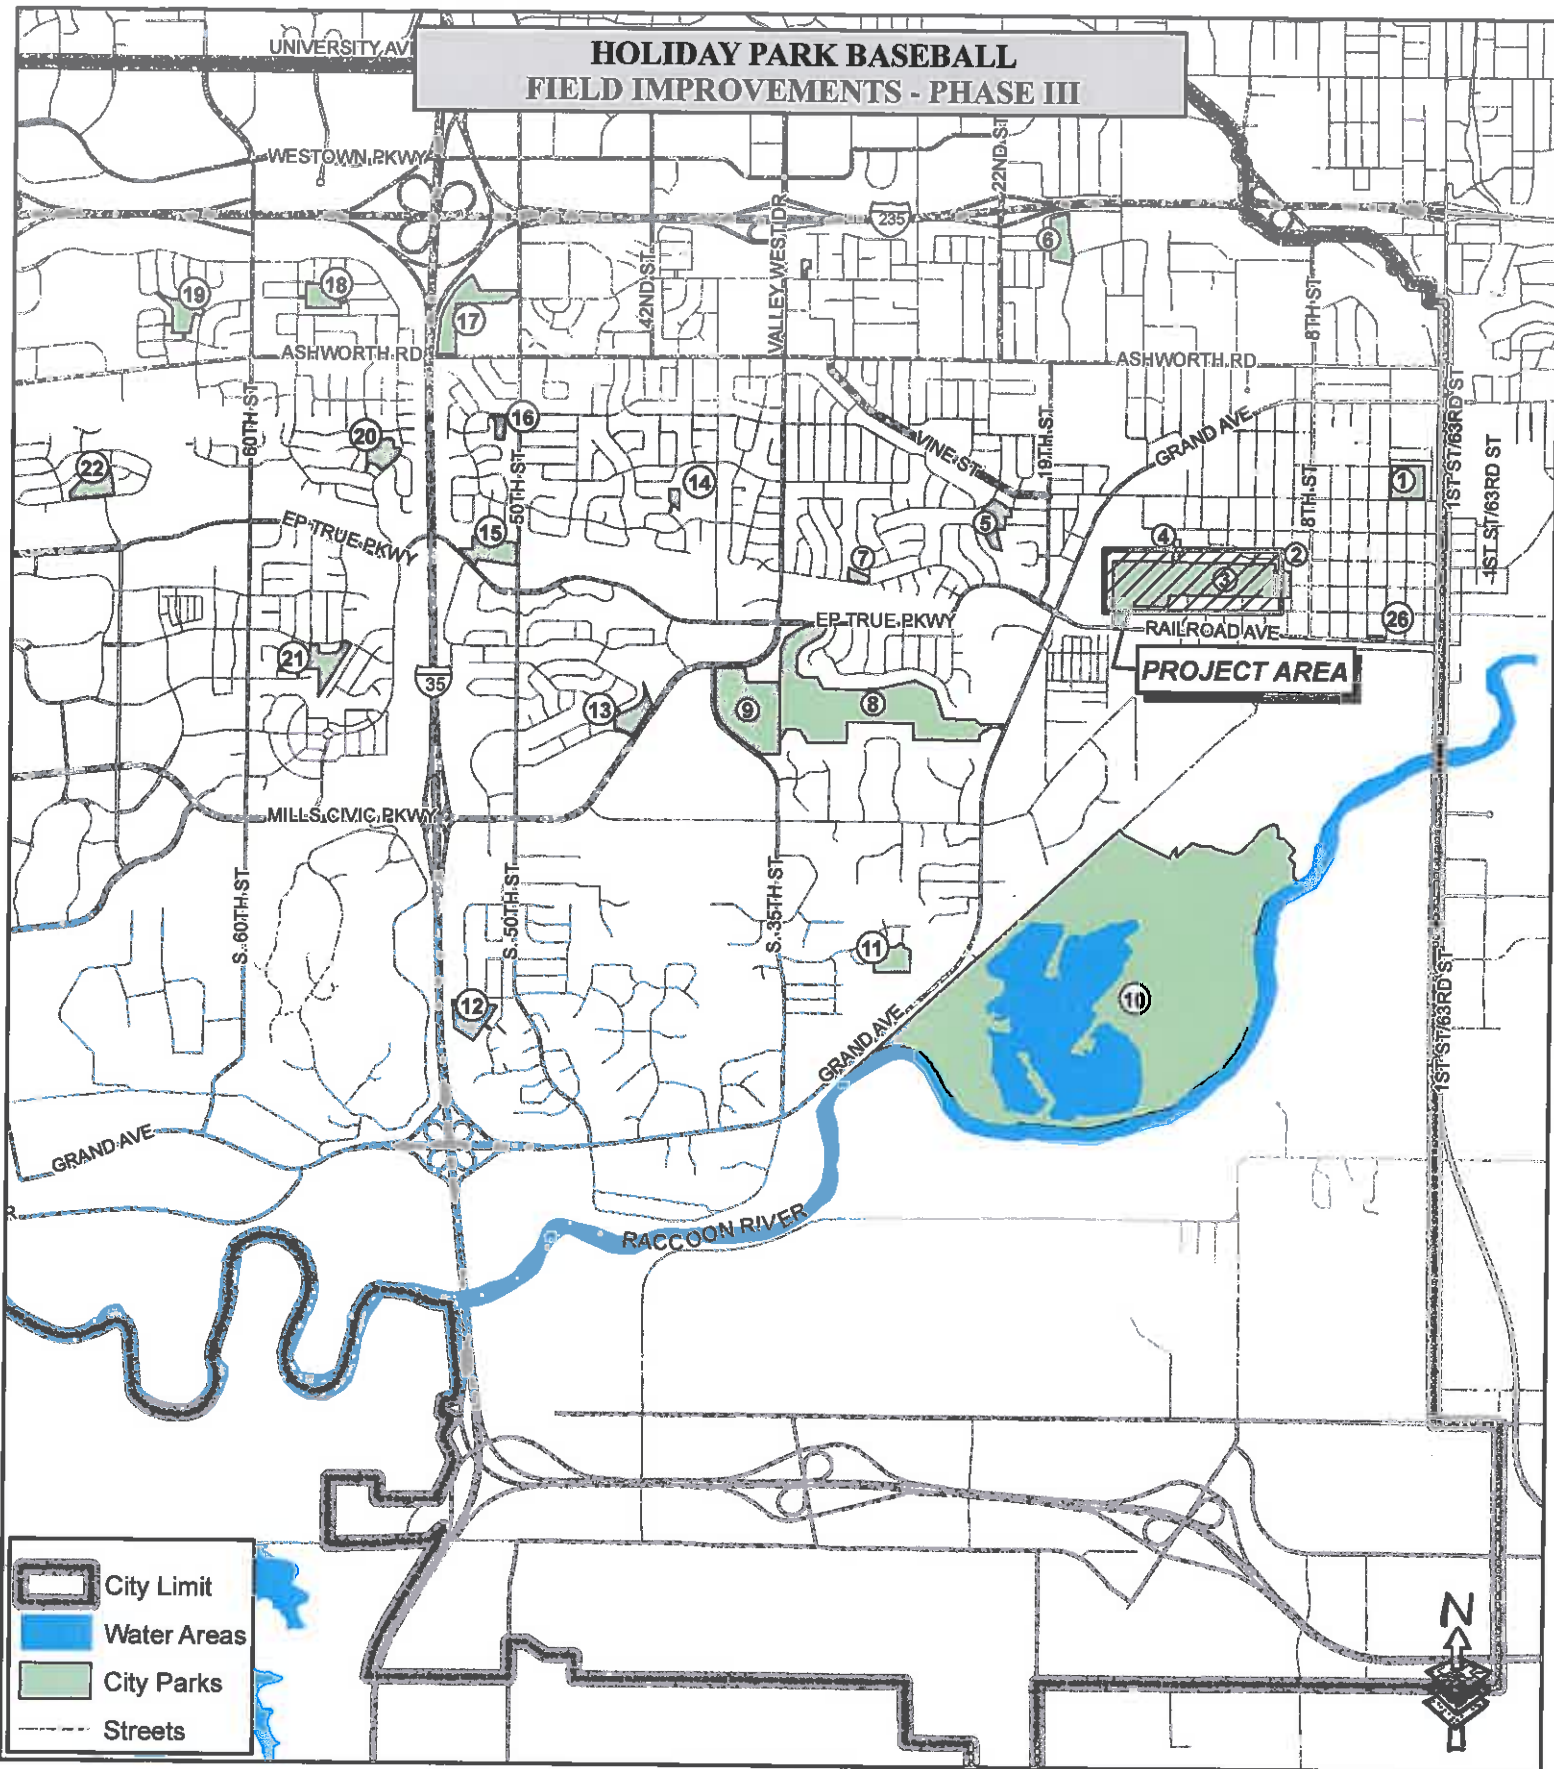 HOLIDAY PARK BASEBALL
FIELD IMPROVEMENTS - PHASE III
UNIVERSITY AV
WESTOWN PKWY
22ND ST
235
VALLEY WEST DR
42ND ST
6
19
18
17
8TH ST
ASHWORTH RD
ASHWORTH RD
1ST ST/63RD ST
60TH ST
16
20
19TH ST
GRAND AVE
VINE ST
22
14
50TH ST
8TH ST
1
1ST ST/63RD ST
5
EP TRUE PKWY
15
4
2
7
3
EP TRUE PKWY
RAILROAD AVE
26
21
35
PROJECT AREA
13
9
8
MILLS CIVIC PKWY
S. 60TH ST
S. 50TH ST
S. 35TH ST
11
12
10
1ST ST/63RD ST
GRAND AVE
GRAND AVE
R
RACCOON RIVER
City Limit
Water Areas
City Parks
Streets
N